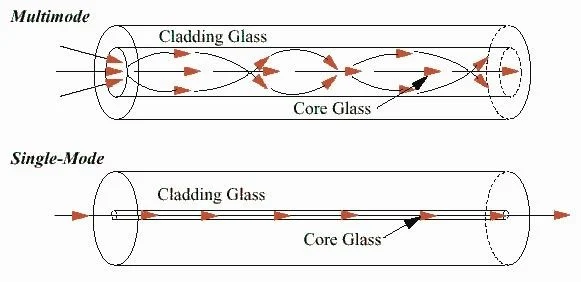 Multimode
Cladding Glass
Core Glass
Single-Mode
Cladding Glass
Core Glass